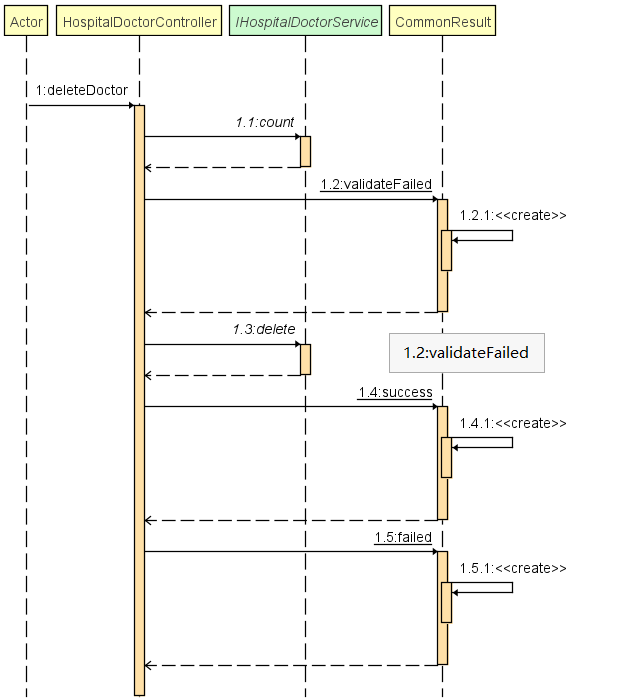 Actor
HospitalDoctorController
IHospitalDoctorService
CommonResult
1:deleteDoctor
1.1:count
1.2:validateFailed
1.2.1:<<create>>
1.3:delete
1.2:validateFailed
1.4:success
1.4.1:<<create>>
1.5:failed
1.5.1:<<create>>